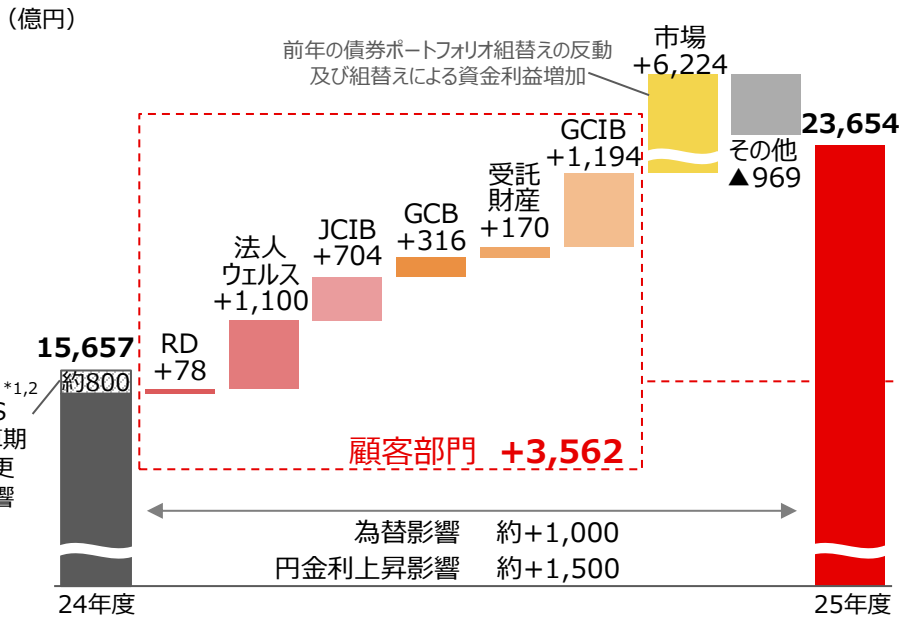 （億円）
前年の債券ポートフォリオ組替えの反動
及び組替えによる資金利益増加
市場
+6,224
その他
▲969
23,654
GCIB
+1,194
受託
財産
+170
GCB
+316
JCIB
+704
法人
ウェルス
+1,100
RD
+78
15,657
約800
*1,2
S
期
更
響
顧客部門 +3,562
為替影響 約+1,000
円金利上昇影響 約+1,500
24年度
25年度